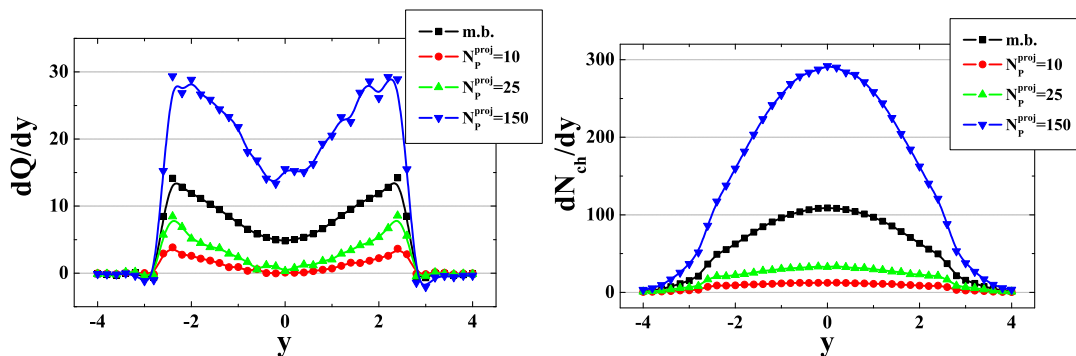 m.b.
N_P^proj=10
N_P^proj=25
N_P^proj=150
dQ/dy
30
20
10
0
-4 -2 0 2 4
y
m.b.
N_P^proj=10
N_P^proj=25
N_P^proj=150
dN_ch/dy
300
200
100
0
-4 -2 0 2 4
y